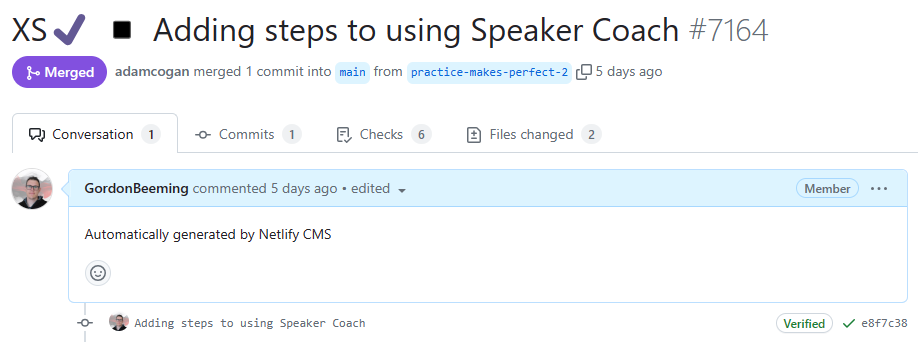 XS✔ ◼ Adding steps to using Speaker Coach #7164
Merged adamcogan merged 1 commit into main from practice-makes-perfect-2 5 days ago
Conversation 1 Commits 1 Checks 6 Files changed 2
GordonBeeming commented 5 days ago • edited Member ...
Automatically generated by Netlify CMS
Adding steps to using Speaker Coach Verified e8f7c38